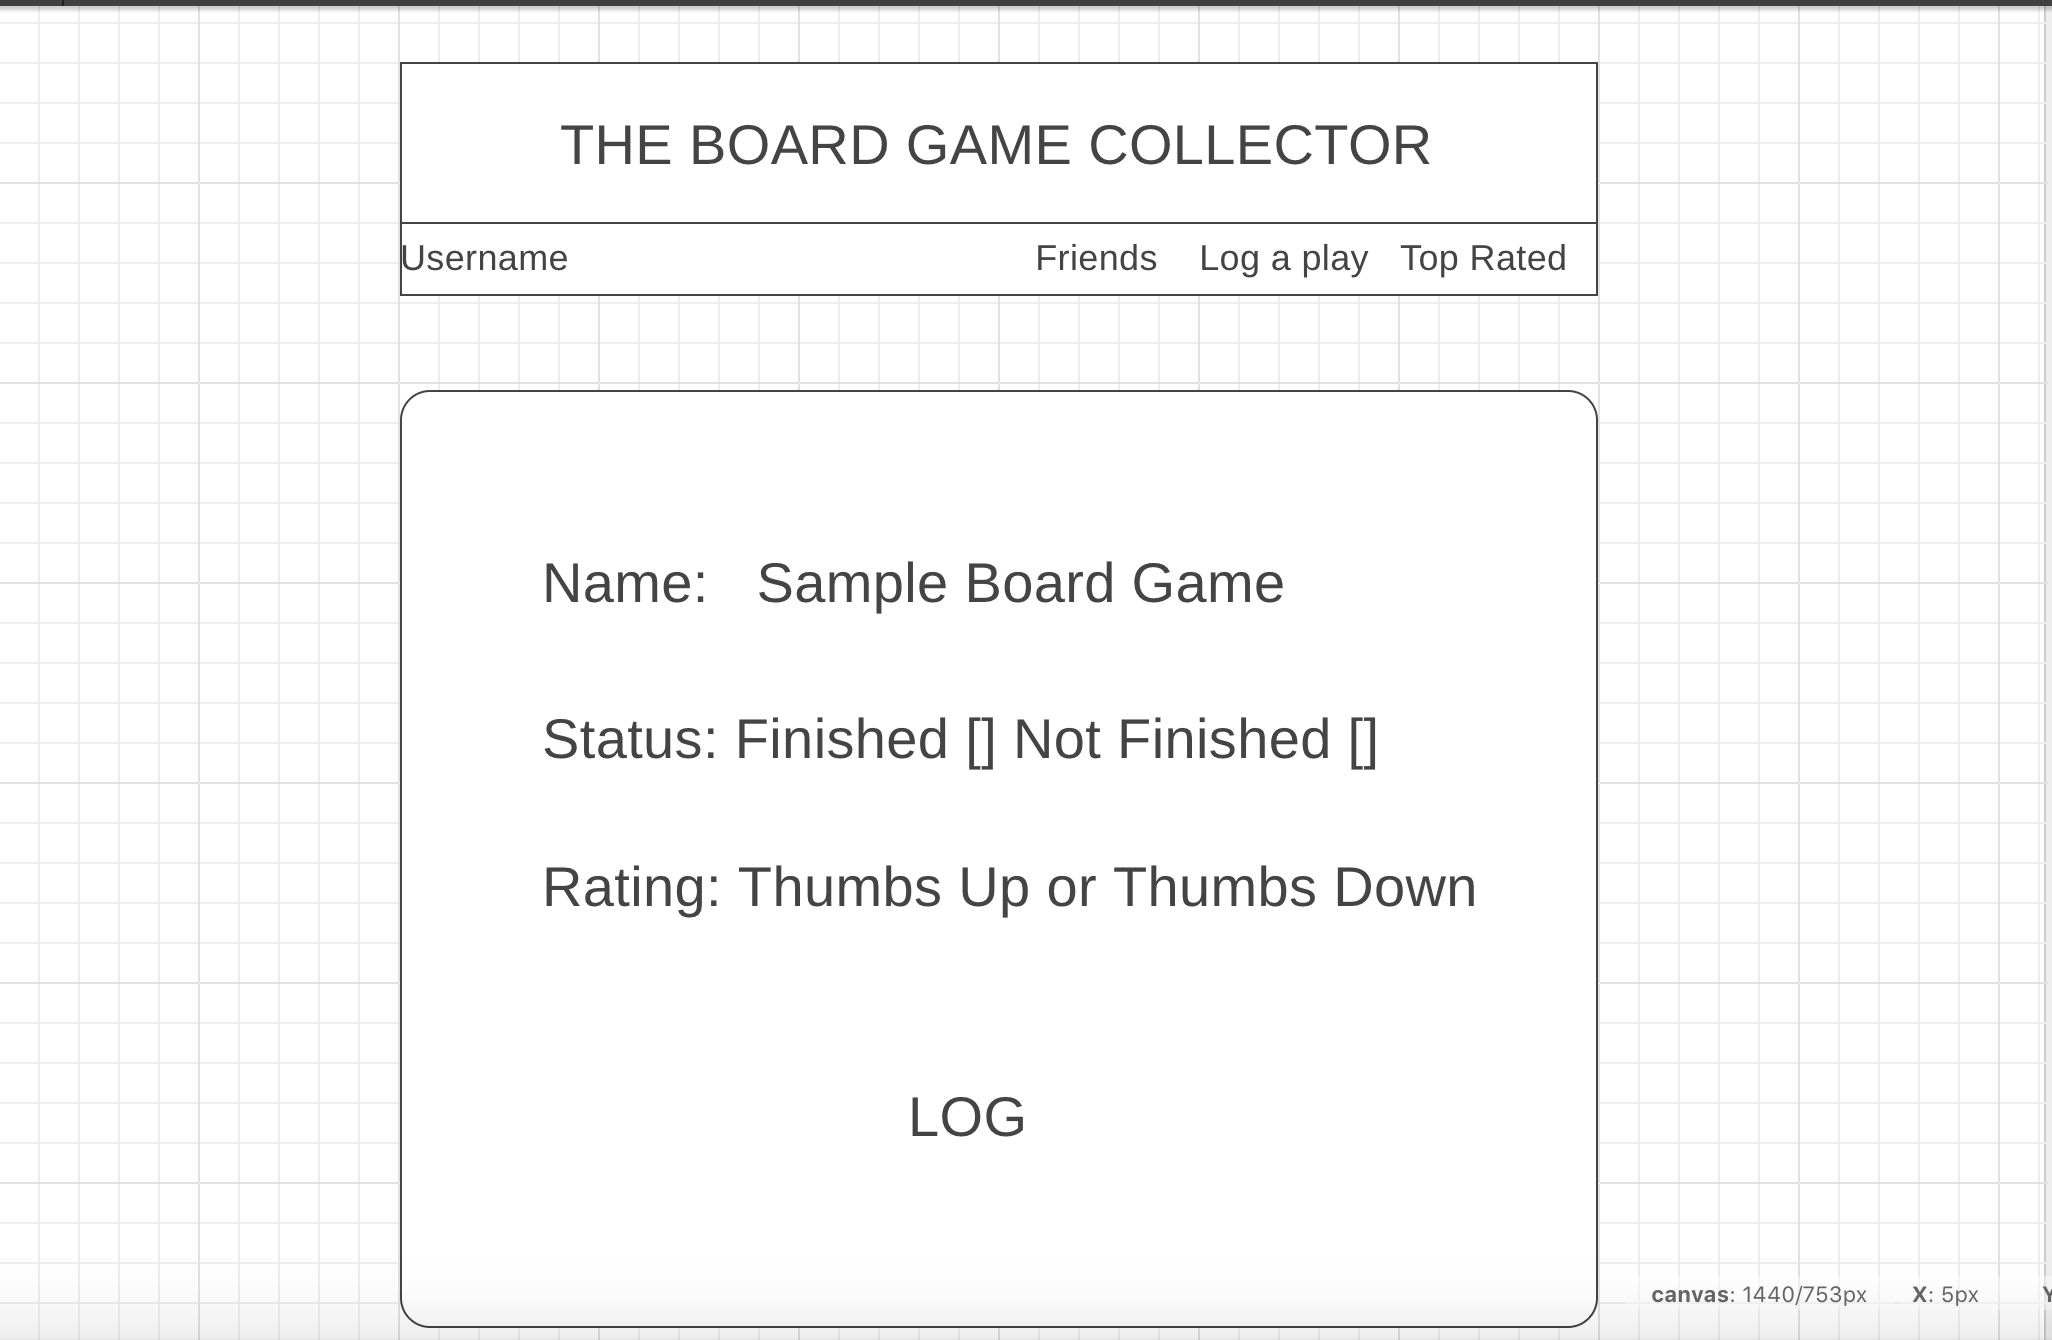 THE BOARD GAME COLLECTOR
Username Friends Log a play Top Rated
Name: Sample Board Game
Status: Finished [] Not Finished []
Rating: Thumbs Up or Thumbs Down
LOG
canvas: 1440/753px X: 5px Y